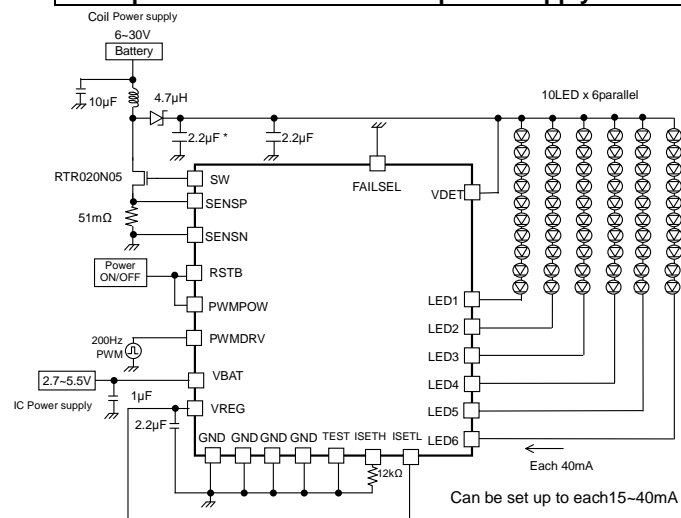 Coil Power supply
6~30V
Battery
10µF
4.7µH
2.2µF *
2.2µF
10LED x 6parallel
RTR020N05
SW
FAILSEL
VDET
SENSP
51mΩ
SENSN
Power
ON/OFF
RSTB
PWMPOW
LED1
LED2
200Hz
PWM
PWMDRV
LED3
2.7~5.5V
VBAT
LED4
IC Power supply
1µF
VREG
LED5
2.2µF
GND GND GND GND TEST ISETH ISETL
LED6
12kΩ
Each 40mA
Can be set up to each15~40mA